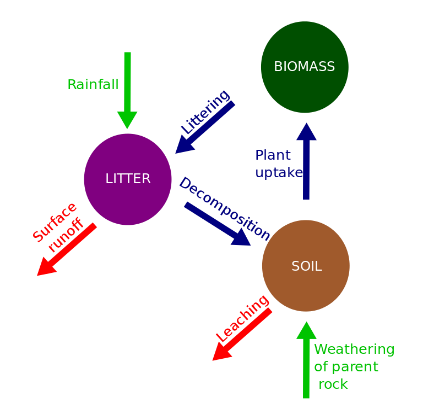 BIOMASS
Rainfall
Littering
Plant
uptake
LITTER
Decomposition
Surface
runoff
SOIL
Leaching
Weathering
of parent
rock